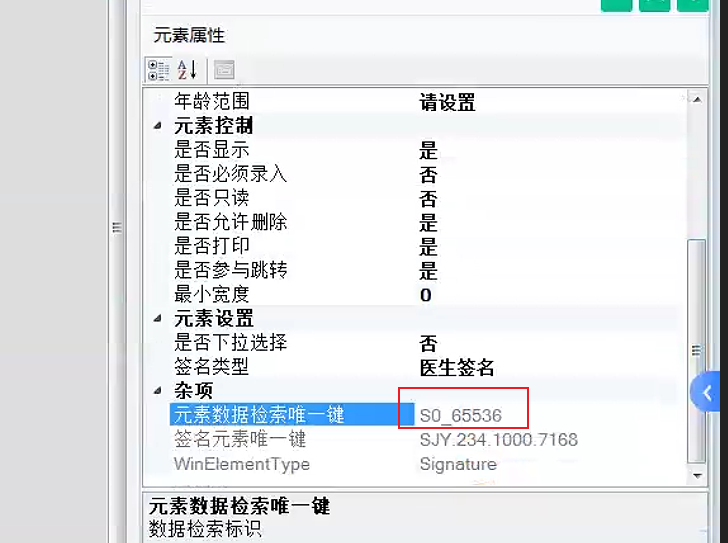 元素属性
年龄范围 请设置
元素控制
是否显示 是
是否必须录入 否
是否只读 否
是否允许删除 是
是否打印 是
是否参与跳转 是
最小宽度 0
元素设置
是否下拉选择 否
签名类型 医生签名
杂项
元素数据检索唯一键 S0_65536
签名元素唯一键 SJY.234.1000.7168
WinElementType Signature
元素数据检索唯一键
数据检索标识